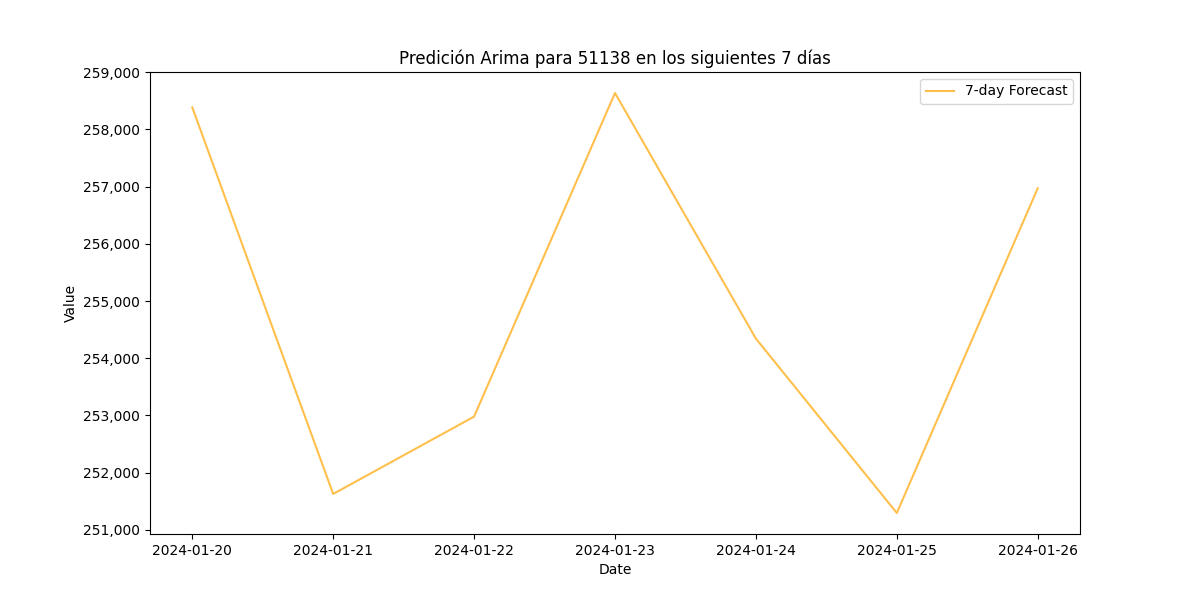 Predicción Arima para 51138 en los siguientes 7 días
259,000
258,000
257,000
256,000
255,000
254,000
253,000
252,000
251,000
Value
7-day Forecast
2024-01-20 2024-01-21 2024-01-22 2024-01-23 2024-01-24 2024-01-25 2024-01-26
Date